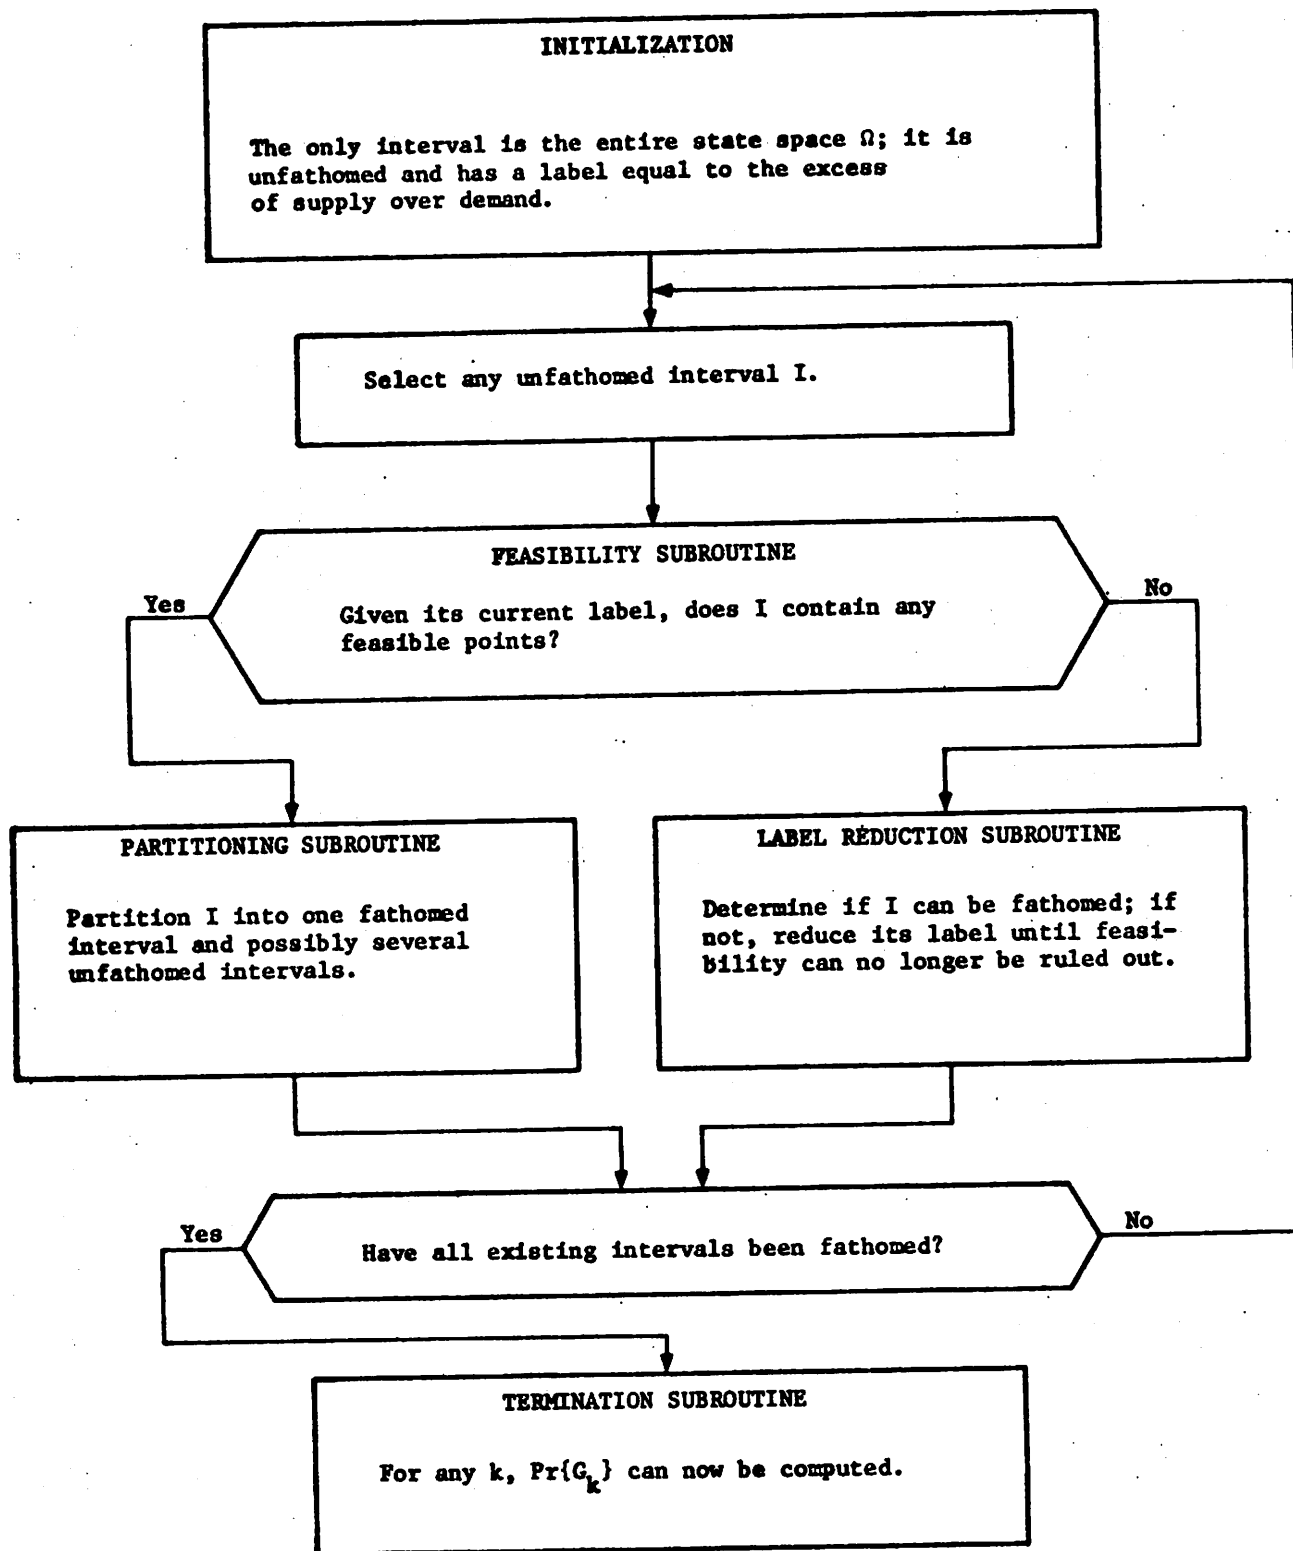 INITIALIZATION
The only interval is the entire state space Ω; it is
unfathomed and has a label equal to the excess
of supply over demand.
Select any unfathomed interval I.
FEASIBILITY SUBROUTINE
Yes
No
Given its current label, does I contain any
feasible points?
PARTITIONING SUBROUTINE
Partition I into one fathomed
interval and possibly several
unfathomed intervals.
LABEL REDUCTION SUBROUTINE
Determine if I can be fathomed; if
not, reduce its label until feasi-
bility can no longer be ruled out.
Yes
No
Have all existing intervals been fathomed?
TERMINATION SUBROUTINE
For any k, Pr{G_k} can now be computed.